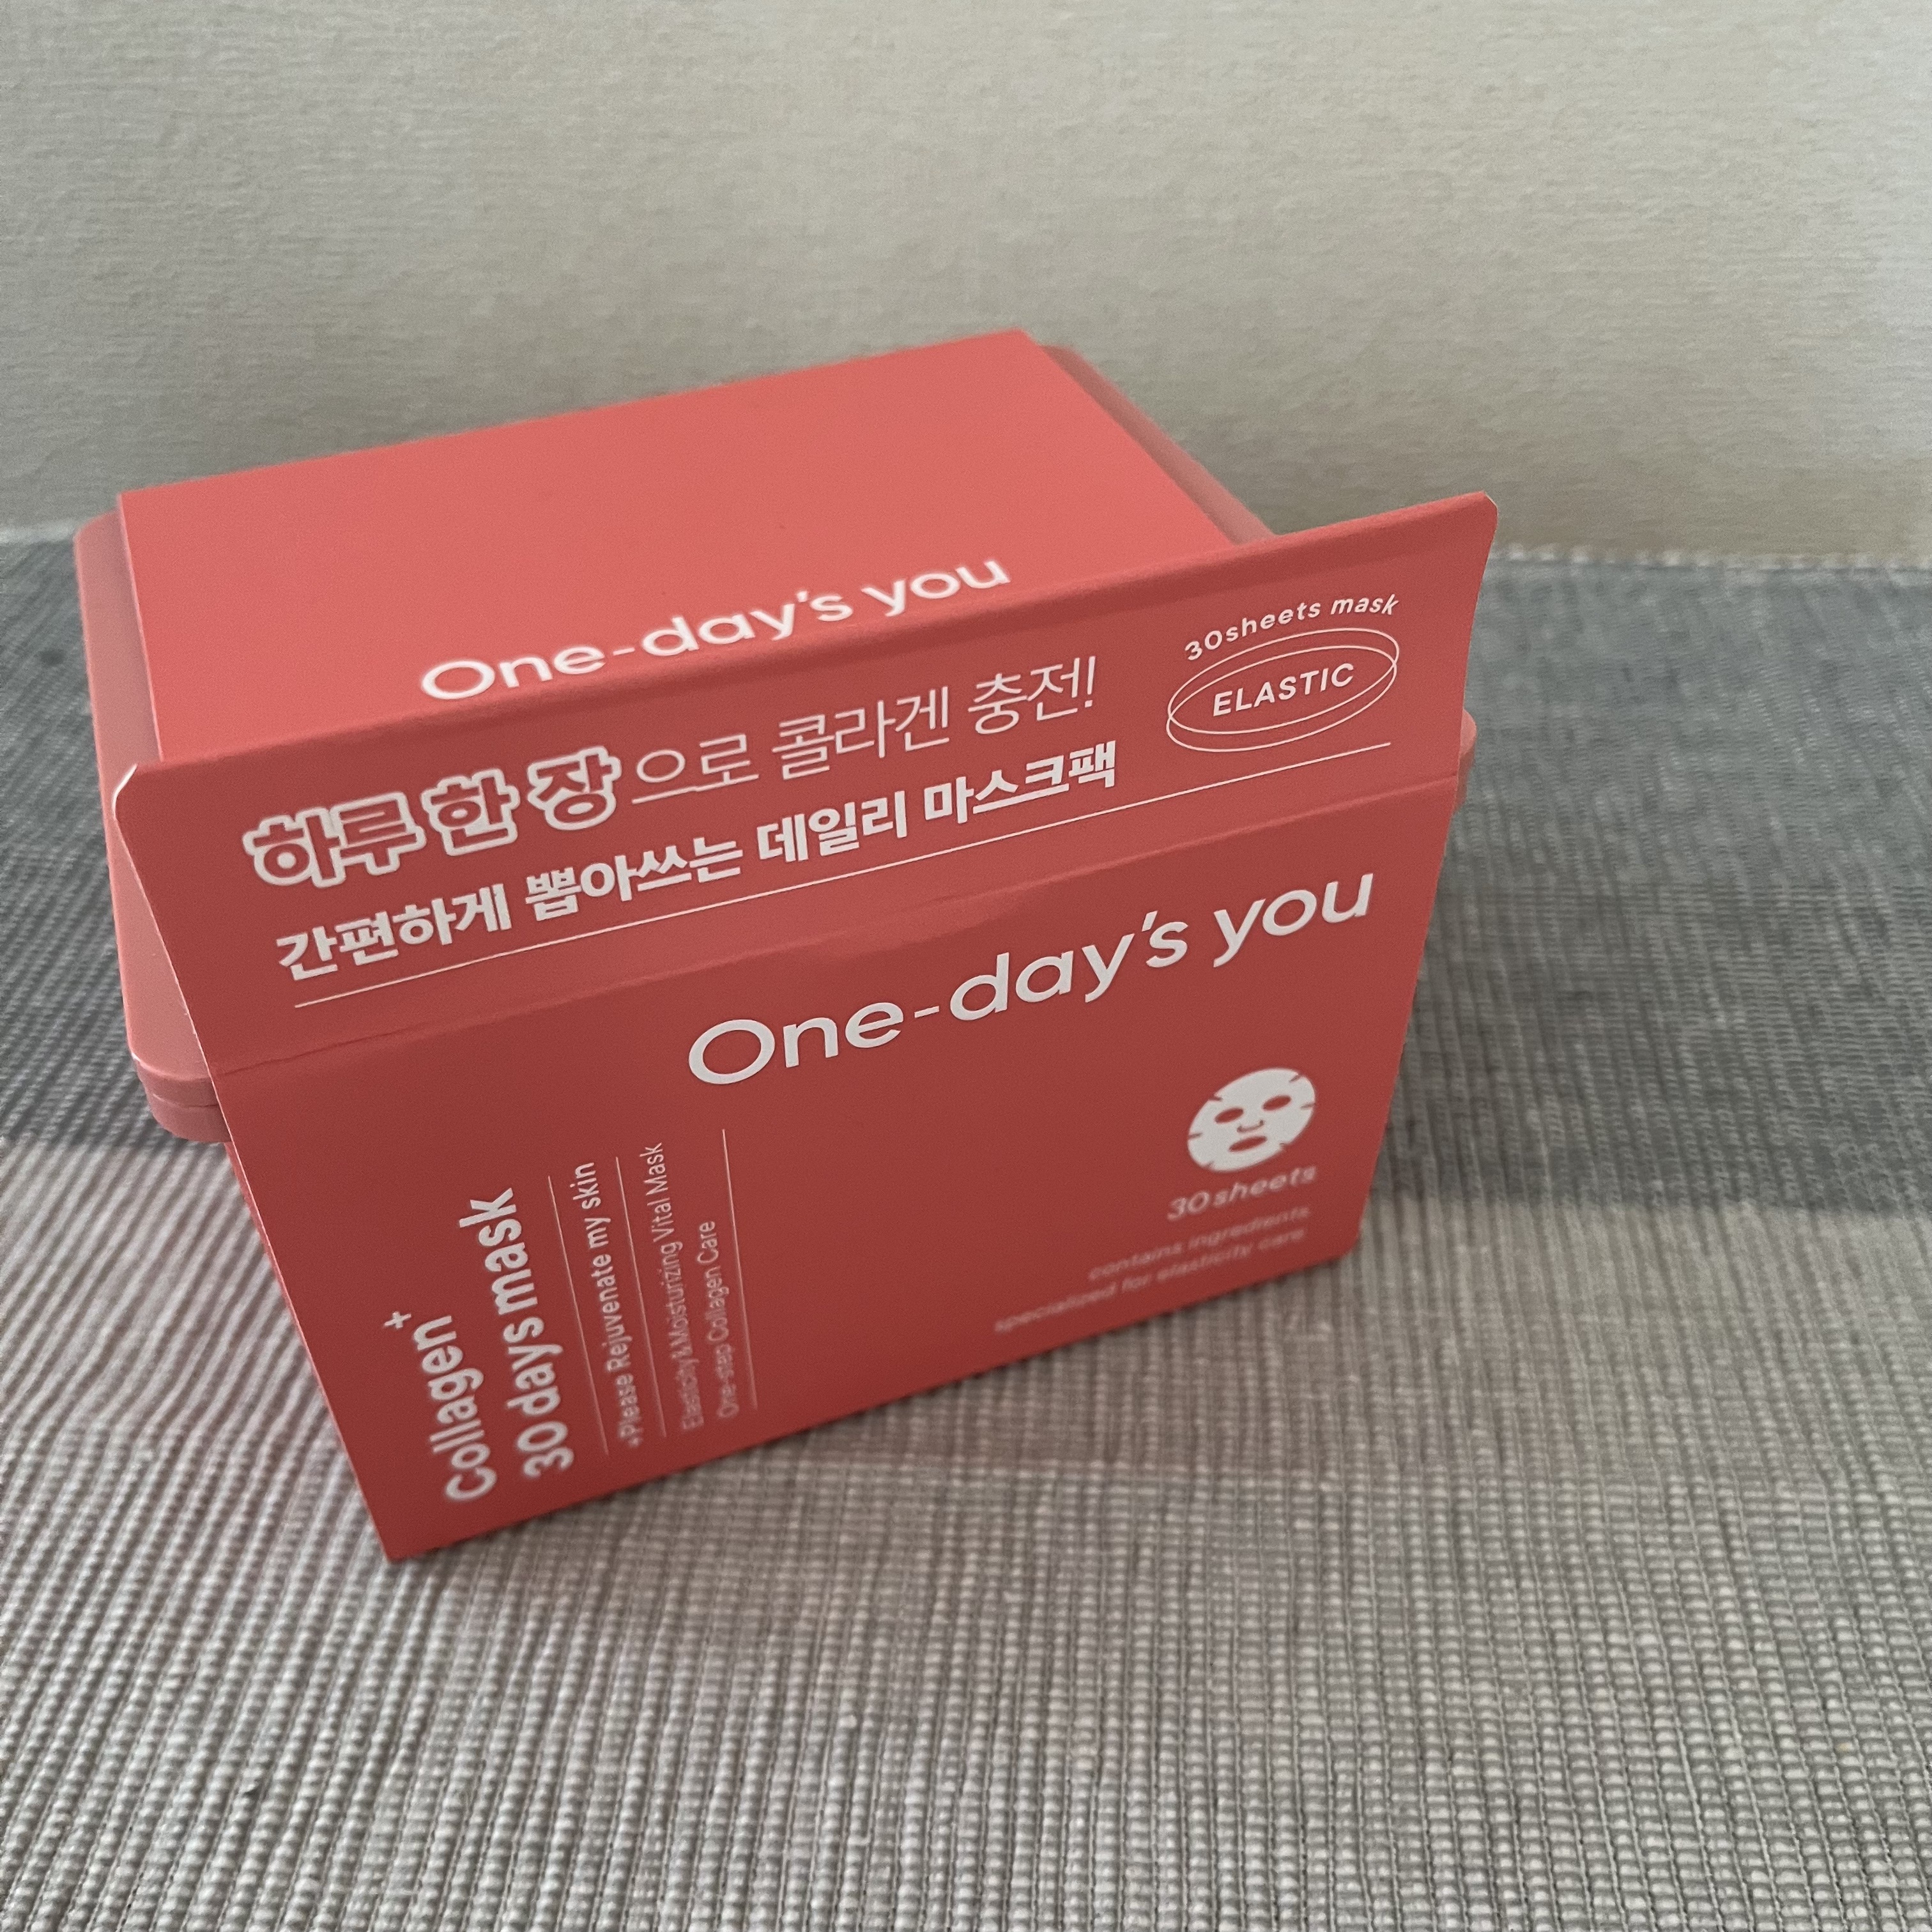 One-day's you
하루 한 장으로 콜라겐 충전!
간편하게 뽑아쓰는 데일리 마스크팩
30sheets mask
ELASTIC
One-day's you
Collagen+
30 days mask
+Please Rejuvenate my skin
Elasticity&Moisturizing Vital Mask
One-step Collagen Care
30sheets
contains ingredients
specialized for elasticity care